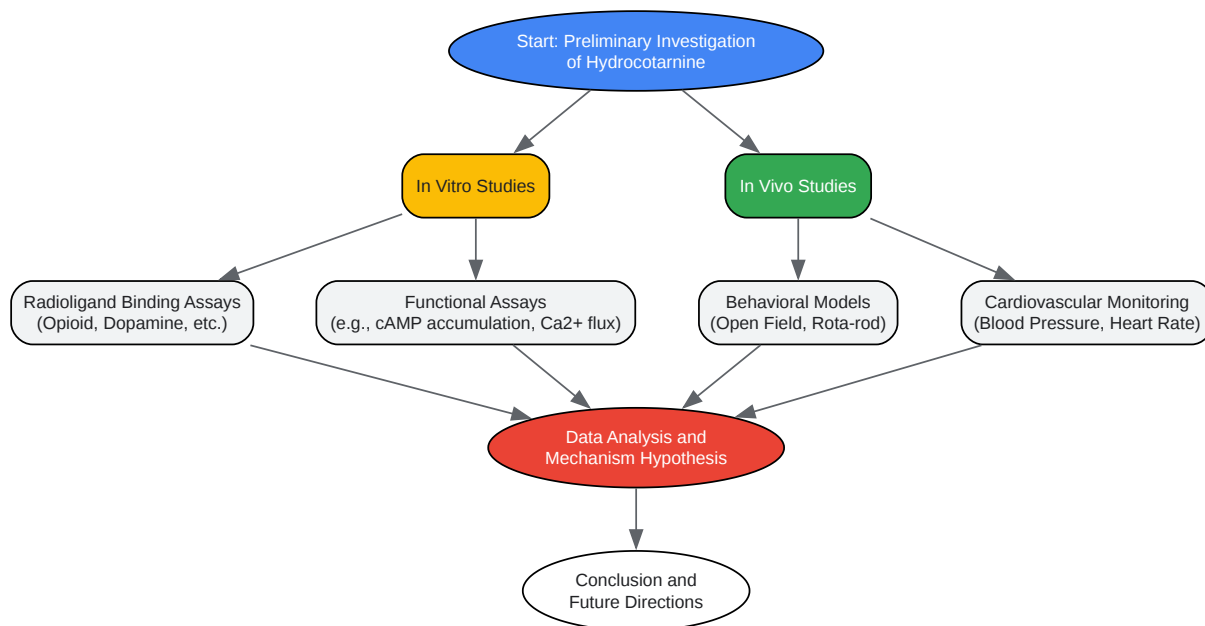 Start: Preliminary Investigation
of Hydrocotarnine
In Vitro Studies
In Vivo Studies
Radioligand Binding Assays
(Opioid, Dopamine, etc.)
Functional Assays
(e.g., cAMP accumulation, Ca2+ flux)
Behavioral Models
(Open Field, Rota-rod)
Cardiovascular Monitoring
(Blood Pressure, Heart Rate)
Data Analysis and
Mechanism Hypothesis
Conclusion and
Future Directions